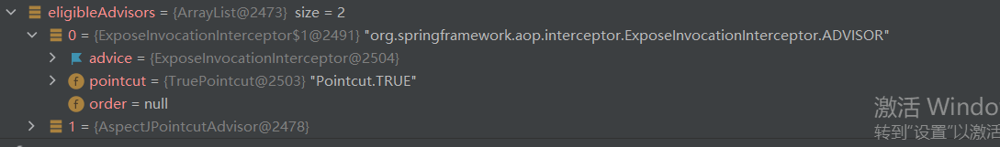 eligibleAdvisors = {ArrayList@2473} size = 2
0 = {ExposeInvocationInterceptor$1@2491} "org.springframework.aop.interceptor.ExposeInvocationInterceptor.ADVISOR"
advice = {ExposeInvocationInterceptor@2504}
f pointcut = {TruePointcut@2503} "Pointcut.TRUE"
f order = null
1 = {AspectJPointcutAdvisor@2478}
激活 Windo
转到"设置"以激活